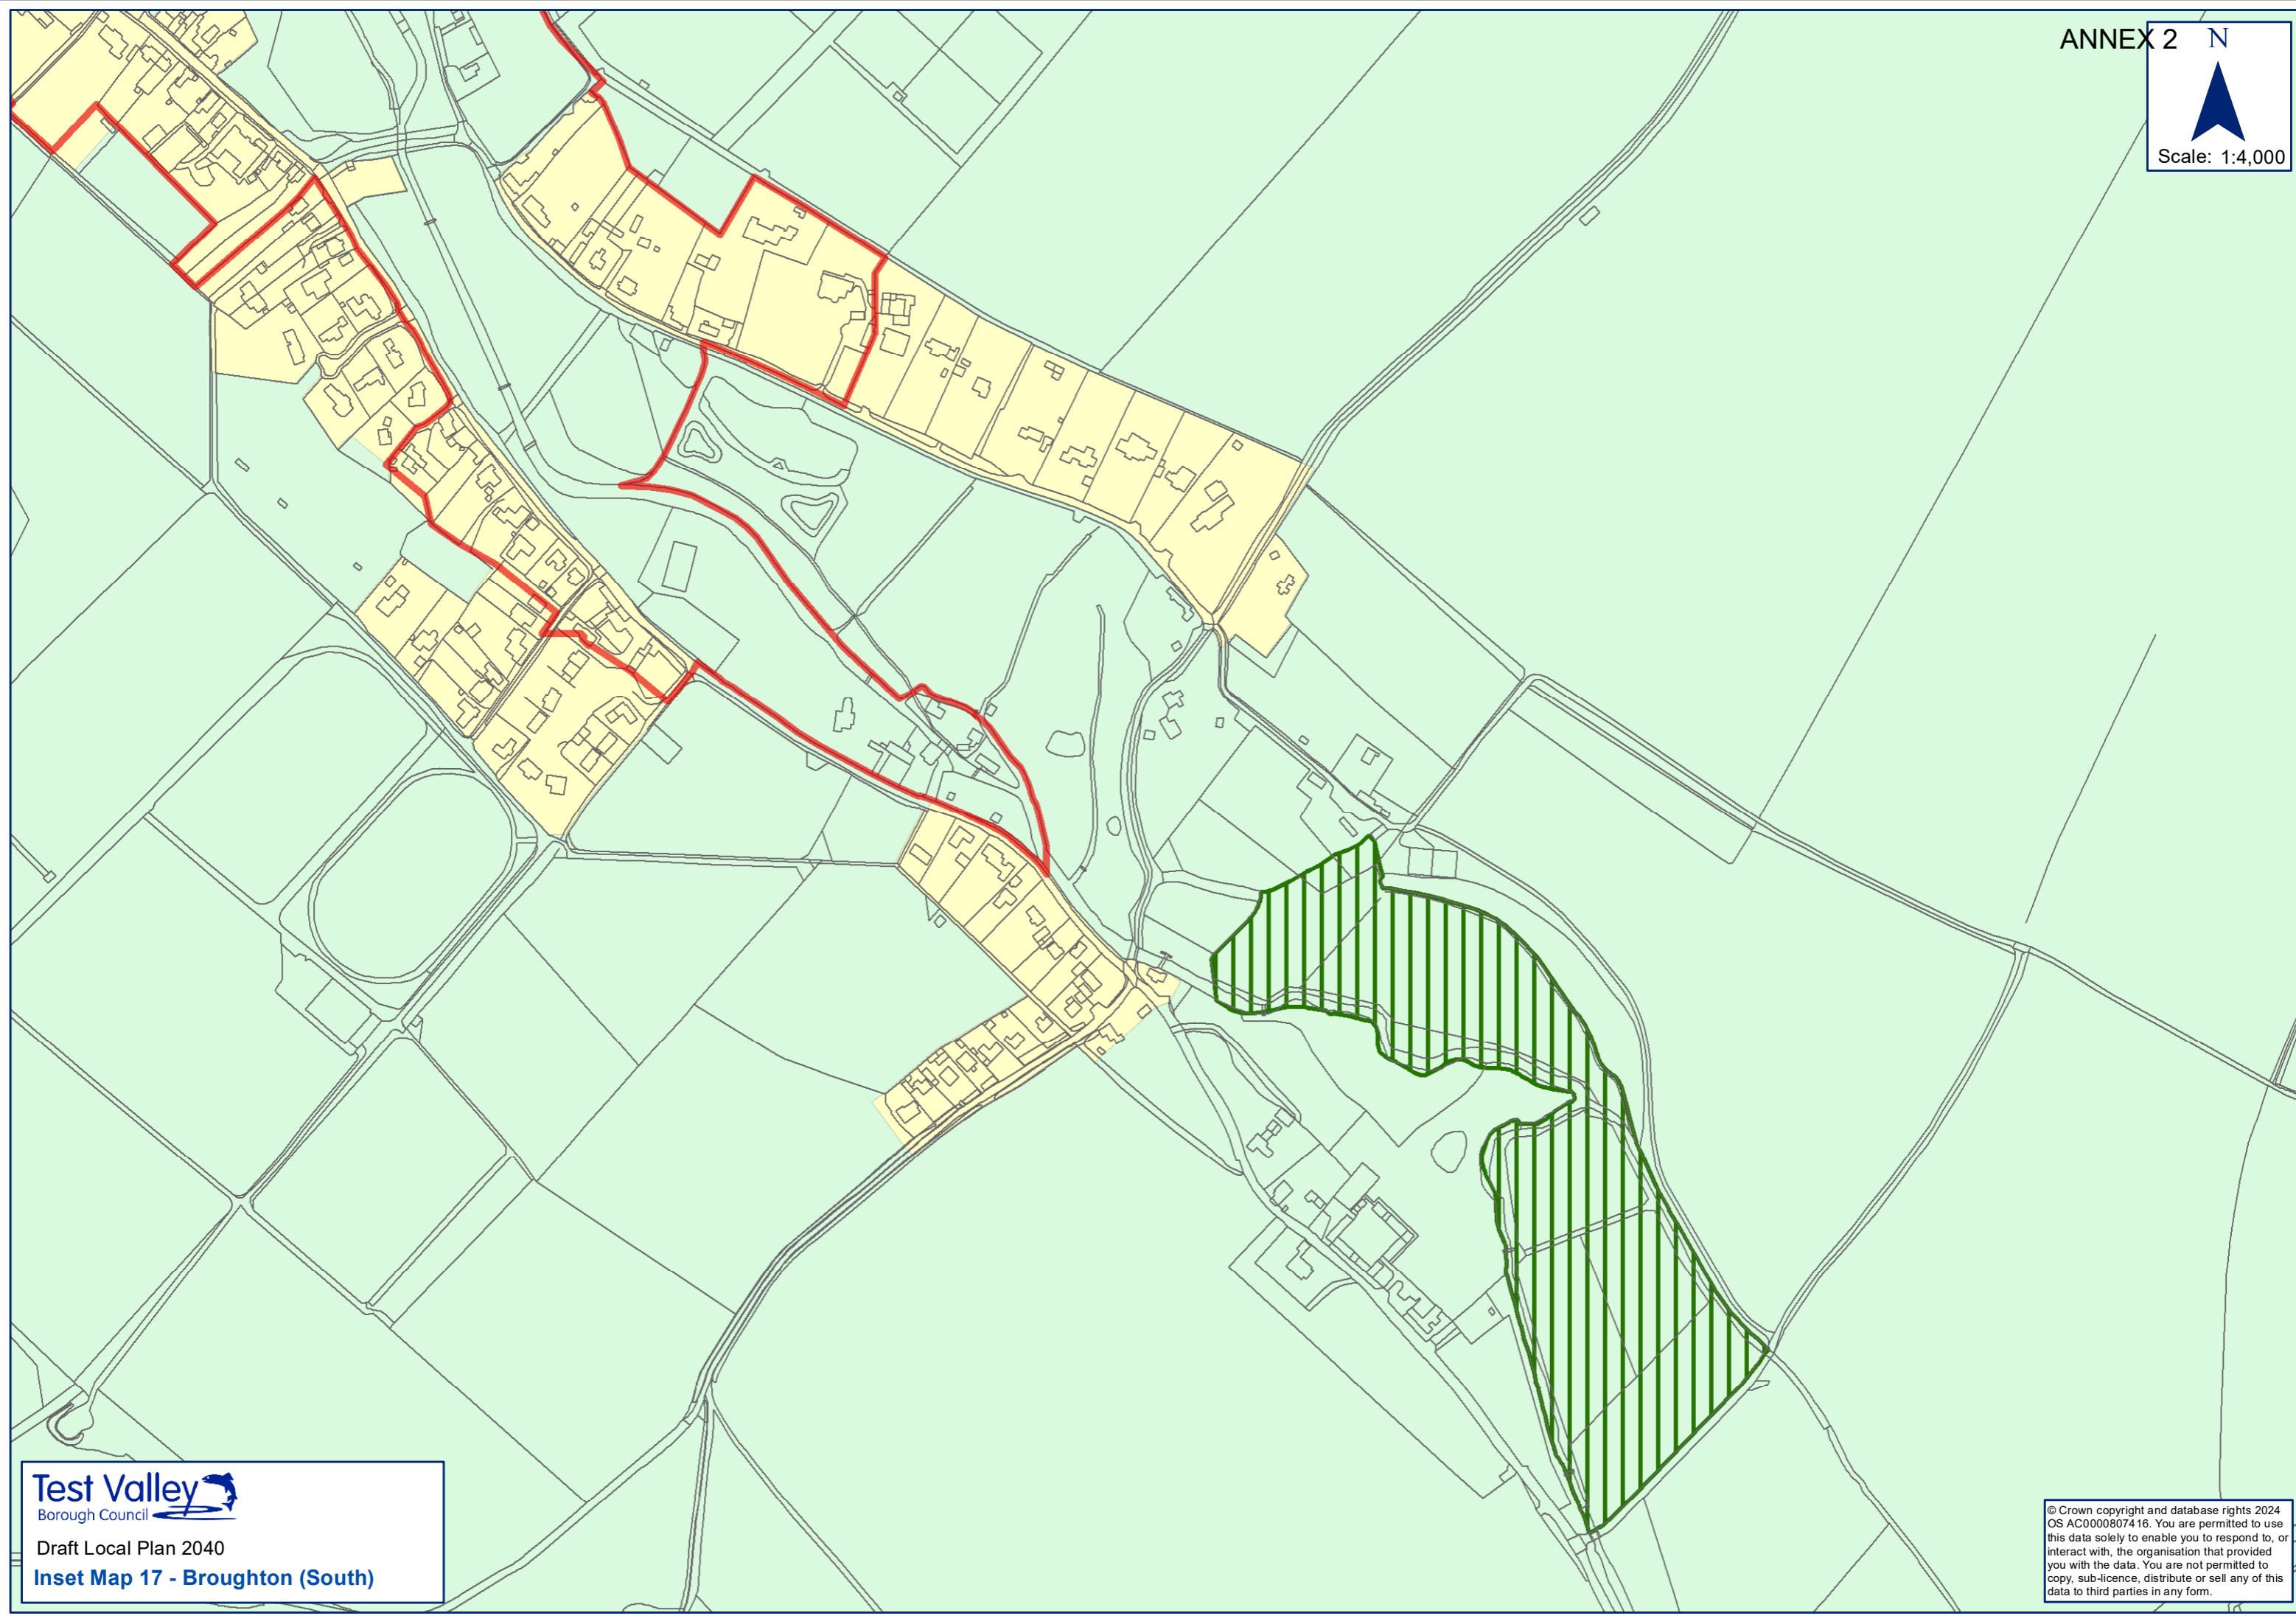 ANNEX 2
N
Scale: 1:4,000
Test Valley
Borough Council
Draft Local Plan 2040
Inset Map 17 - Broughton (South)
© Crown copyright and database rights 2024
OS AC0000807416. You are permitted to use
this data solely to enable you to respond to, or
interact with, the organisation that provided
you with the data. You are not permitted to
copy, sub-licence, distribute or sell any of this
data to third parties in any form.